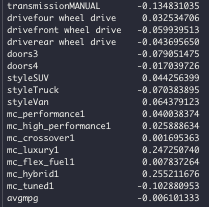 transmissionMANUAL -0.134831035
drivefour wheel drive 0.032534706
drivefront wheel drive -0.059939513
driverear wheel drive -0.043695650
doors3 -0.079051475
doors4 -0.017039726
styleSUV 0.044256399
styleTruck -0.070383895
styleVan 0.064379123
mc_performance1 0.040038374
mc_high_performance1 0.025888634
mc_crossover1 0.001695363
mc_luxury1 0.247250740
mc_flex_fuel1 0.007837264
mc_hybrid1 0.255211676
mc_tuned1 -0.102880953
avgmpg -0.006101333